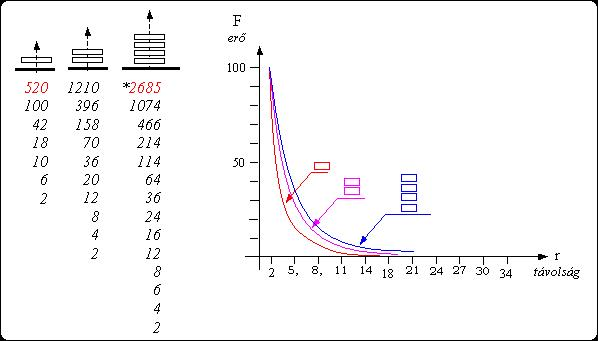 520 1210 *2685
100 396 1074
42 158 466
18 70 214
10 36 114
6 20 64
2 12 36
8 24
4 16
2 12
8
6
4
2
F
erő
100
50
r
2 5, 8, 11 14 18 21 24 27 30 34
távolság